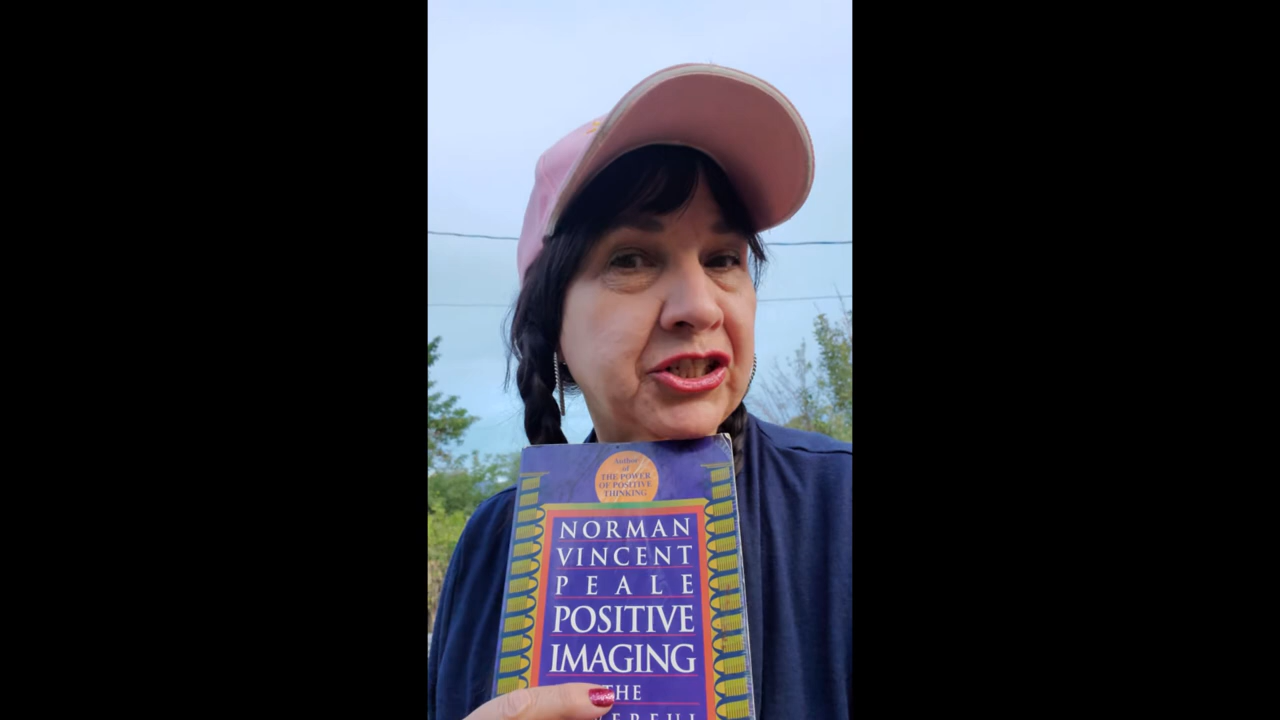 Author
of
THE POWER
OF POSITIVE
THINKING
NORMAN
VINCENT
PEALE
POSITIVE
IMAGING
THE